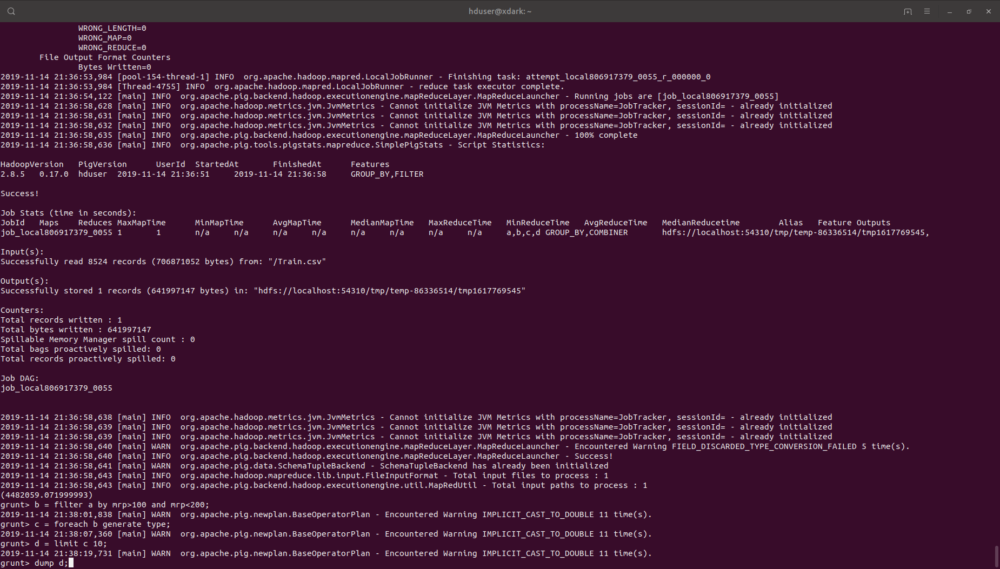 hduser@xdark: ~
WRONG_LENGTH=0
WRONG_MAP=0
WRONG_REDUCE=0
File Output Format Counters
Bytes Written=0
2019-11-14 21:36:53,984 [pool-154-thread-1] INFO  org.apache.hadoop.mapred.LocalJobRunner - Finishing task: attempt_local806917379_0055_r_000000_0
2019-11-14 21:36:53,984 [Thread-4755] INFO  org.apache.hadoop.mapred.LocalJobRunner - reduce task executor complete.
2019-11-14 21:36:54,122 [main] INFO  org.apache.pig.backend.hadoop.executionengine.mapReduceLayer.MapReduceLauncher - Running jobs are [job_local806917379_0055]
2019-11-14 21:36:58,628 [main] INFO  org.apache.hadoop.metrics.jvm.JvmMetrics - Cannot initialize JVM Metrics with processName=JobTracker, sessionId= - already initialized
2019-11-14 21:36:58,631 [main] INFO  org.apache.hadoop.metrics.jvm.JvmMetrics - Cannot initialize JVM Metrics with processName=JobTracker, sessionId= - already initialized
2019-11-14 21:36:58,632 [main] INFO  org.apache.hadoop.metrics.jvm.JvmMetrics - Cannot initialize JVM Metrics with processName=JobTracker, sessionId= - already initialized
2019-11-14 21:36:58,635 [main] INFO  org.apache.pig.backend.hadoop.executionengine.mapReduceLayer.MapReduceLauncher - 100% complete
2019-11-14 21:36:58,636 [main] INFO  org.apache.pig.tools.pigstats.mapreduce.SimplePigStats - Script Statistics:
HadoopVersion   PigVersion      UserId  StartedAt       FinishedAt      Features
2.8.5   0.17.0  hduser  2019-11-14 21:36:51     2019-11-14 21:36:58     GROUP_BY,FILTER
Success!
Job Stats (time in seconds):
JobId   Maps    Reduces MaxMapTime      MinMapTime      AvgMapTime      MedianMapTime   MaxReduceTime   MinReduceTime   AvgReduceTime   MedianReducetime        Alias   Feature Outputs
job_local806917379_0055 1       1       n/a     n/a     n/a     n/a     n/a     n/a     n/a     n/a     a,b,c,d GROUP_BY,COMBINER       hdfs://localhost:54310/tmp/temp-86336514/tmp1617769545,
Input(s):
Successfully read 8524 records (706871052 bytes) from: "/Train.csv"
Output(s):
Successfully stored 1 records (641997147 bytes) in: "hdfs://localhost:54310/tmp/temp-86336514/tmp1617769545"
Counters:
Total records written : 1
Total bytes written : 641997147
Spillable Memory Manager spill count : 0
Total bags proactively spilled: 0
Total records proactively spilled: 0
Job DAG:
job_local806917379_0055
2019-11-14 21:36:58,638 [main] INFO  org.apache.hadoop.metrics.jvm.JvmMetrics - Cannot initialize JVM Metrics with processName=JobTracker, sessionId= - already initialized
2019-11-14 21:36:58,639 [main] INFO  org.apache.hadoop.metrics.jvm.JvmMetrics - Cannot initialize JVM Metrics with processName=JobTracker, sessionId= - already initialized
2019-11-14 21:36:58,639 [main] INFO  org.apache.hadoop.metrics.jvm.JvmMetrics - Cannot initialize JVM Metrics with processName=JobTracker, sessionId= - already initialized
2019-11-14 21:36:58,640 [main] WARN  org.apache.pig.backend.hadoop.executionengine.mapReduceLayer.MapReduceLauncher - Encountered Warning FIELD_DISCARDED_TYPE_CONVERSION_FAILED 5 time(s).
2019-11-14 21:36:58,640 [main] INFO  org.apache.pig.backend.hadoop.executionengine.mapReduceLayer.MapReduceLauncher - Success!
2019-11-14 21:36:58,641 [main] WARN  org.apache.pig.data.SchemaTupleBackend - SchemaTupleBackend has already been initialized
2019-11-14 21:36:58,643 [main] INFO  org.apache.hadoop.mapreduce.lib.input.FileInputFormat - Total input files to process : 1
2019-11-14 21:36:58,643 [main] INFO  org.apache.pig.backend.hadoop.executionengine.util.MapRedUtil - Total input paths to process : 1
(4482059.071999993)
grunt> b = filter a by mrp>100 and mrp<200;
2019-11-14 21:38:01,838 [main] WARN  org.apache.pig.newplan.BaseOperatorPlan - Encountered Warning IMPLICIT_CAST_TO_DOUBLE 11 time(s).
grunt> c = foreach b generate type;
2019-11-14 21:38:07,360 [main] WARN  org.apache.pig.newplan.BaseOperatorPlan - Encountered Warning IMPLICIT_CAST_TO_DOUBLE 11 time(s).
grunt> d = limit c 10;
2019-11-14 21:38:19,731 [main] WARN  org.apache.pig.newplan.BaseOperatorPlan - Encountered Warning IMPLICIT_CAST_TO_DOUBLE 11 time(s).
grunt> dump d;